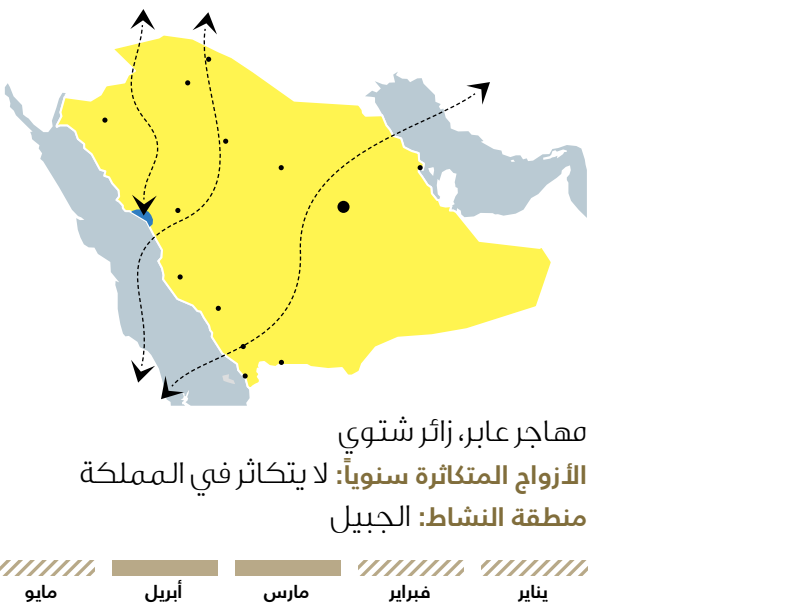 مهاجر عابر، زائر شتوي
الأزواج المتكاثرة سنوياً: لا يتكاثر في المملكة
منطقة النشاط: الجبيل
يناير فبراير مارس أبريل مايو